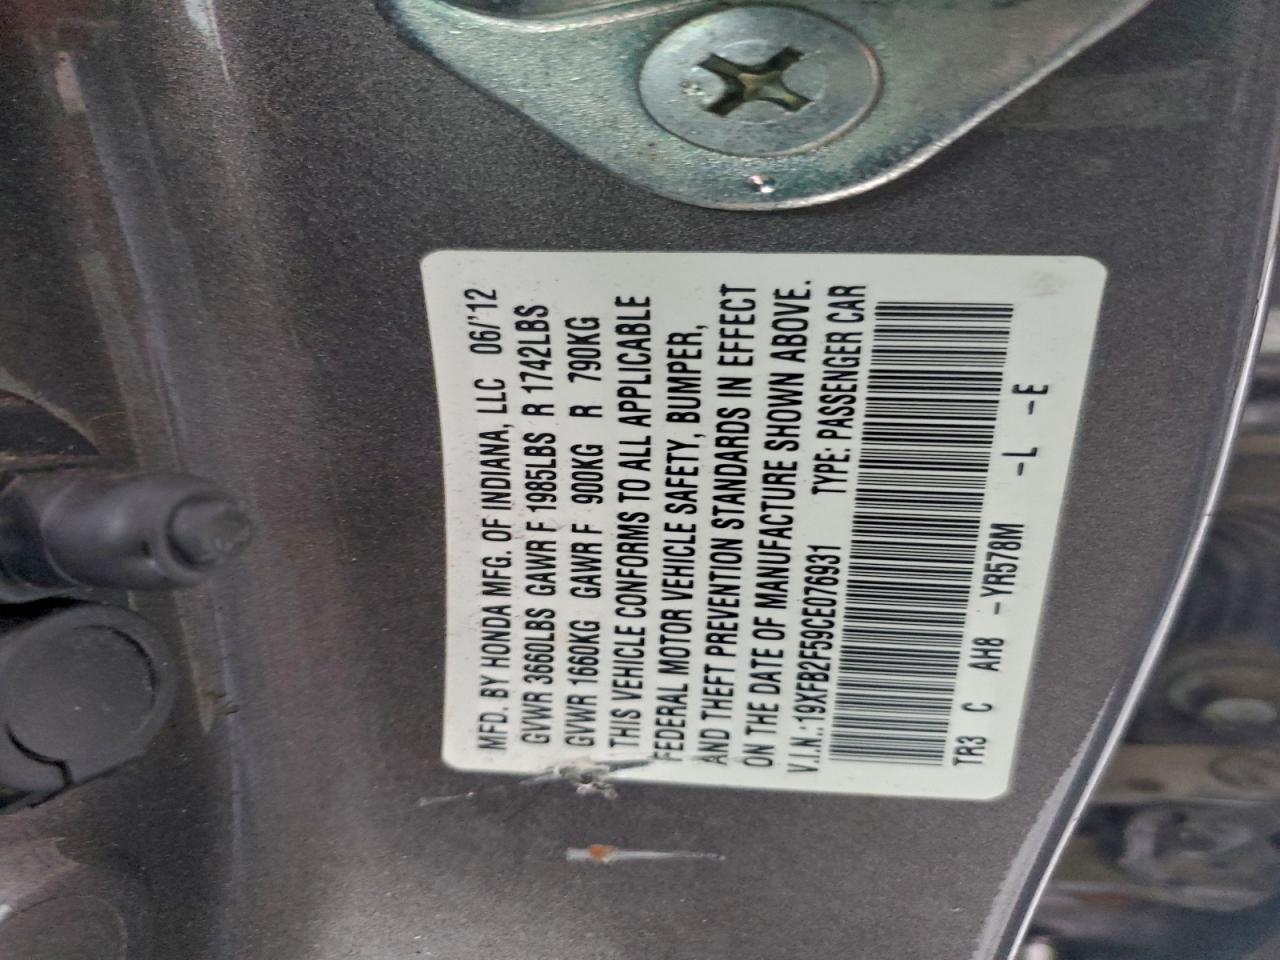 MFD. BY HONDA MFG. OF INDIANA, LLC 06/'12
GVWR 3660LBS GAWR F 1985LBS R 1742LBS
GVWR 1660KG GAWR F 900KG R 790KG
THIS VEHICLE CONFORMS TO ALL APPLICABLE
FEDERAL MOTOR VEHICLE SAFETY, BUMPER,
AND THEFT PREVENTION STANDARDS IN EFFECT
ON THE DATE OF MANUFACTURE SHOWN ABOVE.
V.I.N.:19XFB2F59CE076931 TYPE: PASSENGER CAR
TR3 C AH8 -YR578M -L -E